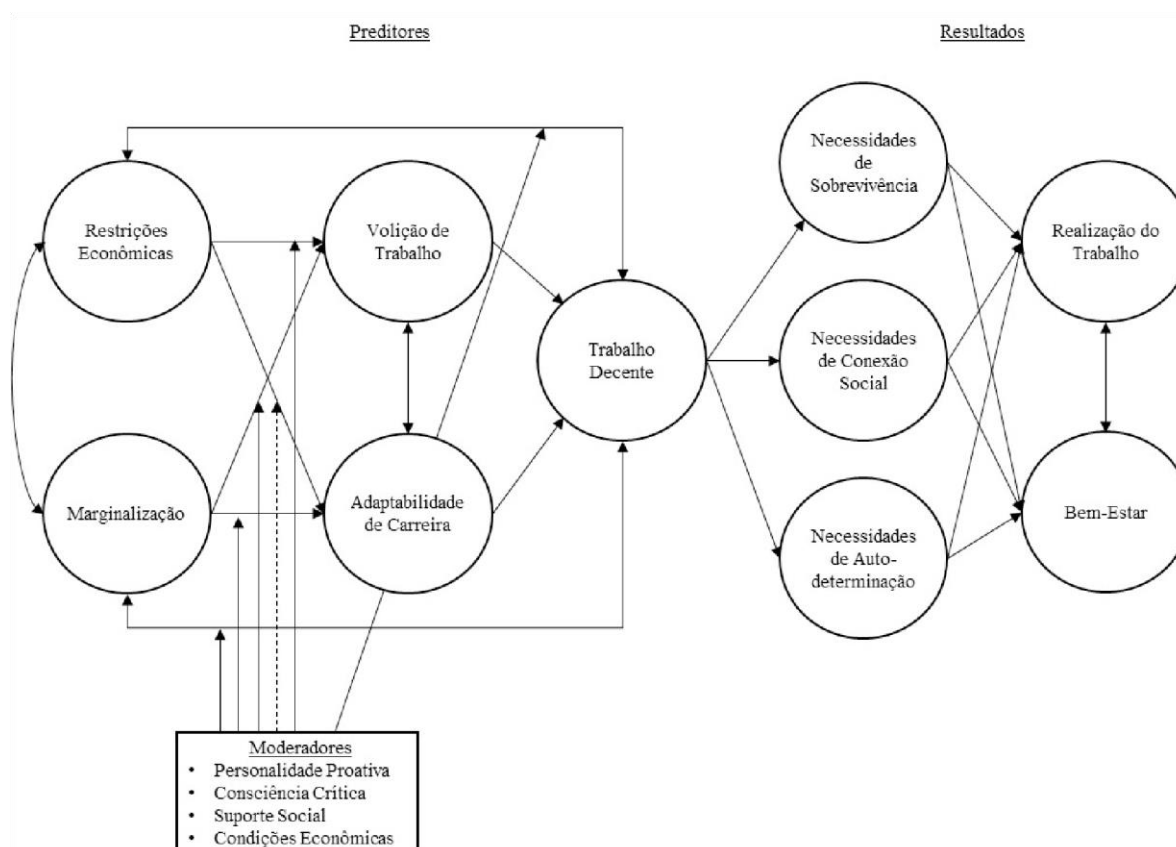 Preditores
Resultados
Restrições
Econômicas
Volição de
Trabalho
Marginalização
Adaptabilidade
de Carreira
Trabalho
Decente
Necessidades
de
Sobrevivência
Necessidades
de Conexão
Social
Necessidades
de Auto-
determinação
Realização do
Trabalho
Bem-Estar
Moderadores
• Personalidade Proativa
• Consciência Crítica
• Suporte Social
• Condições Econômicas